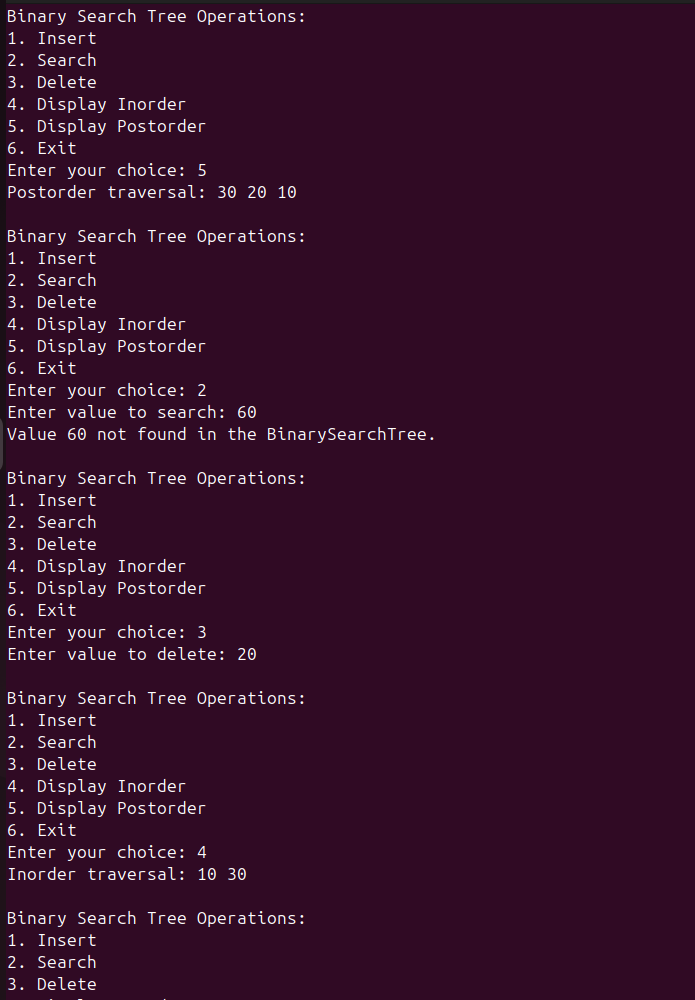 Binary Search Tree Operations:
1. Insert
2. Search
3. Delete
4. Display Inorder
5. Display Postorder
6. Exit
Enter your choice: 5
Postorder traversal: 30 20 10
Binary Search Tree Operations:
1. Insert
2. Search
3. Delete
4. Display Inorder
5. Display Postorder
6. Exit
Enter your choice: 2
Enter value to search: 60
Value 60 not found in the BinarySearchTree.
Binary Search Tree Operations:
1. Insert
2. Search
3. Delete
4. Display Inorder
5. Display Postorder
6. Exit
Enter your choice: 3
Enter value to delete: 20
Binary Search Tree Operations:
1. Insert
2. Search
3. Delete
4. Display Inorder
5. Display Postorder
6. Exit
Enter your choice: 4
Inorder traversal: 10 30
Binary Search Tree Operations:
1. Insert
2. Search
3. Delete